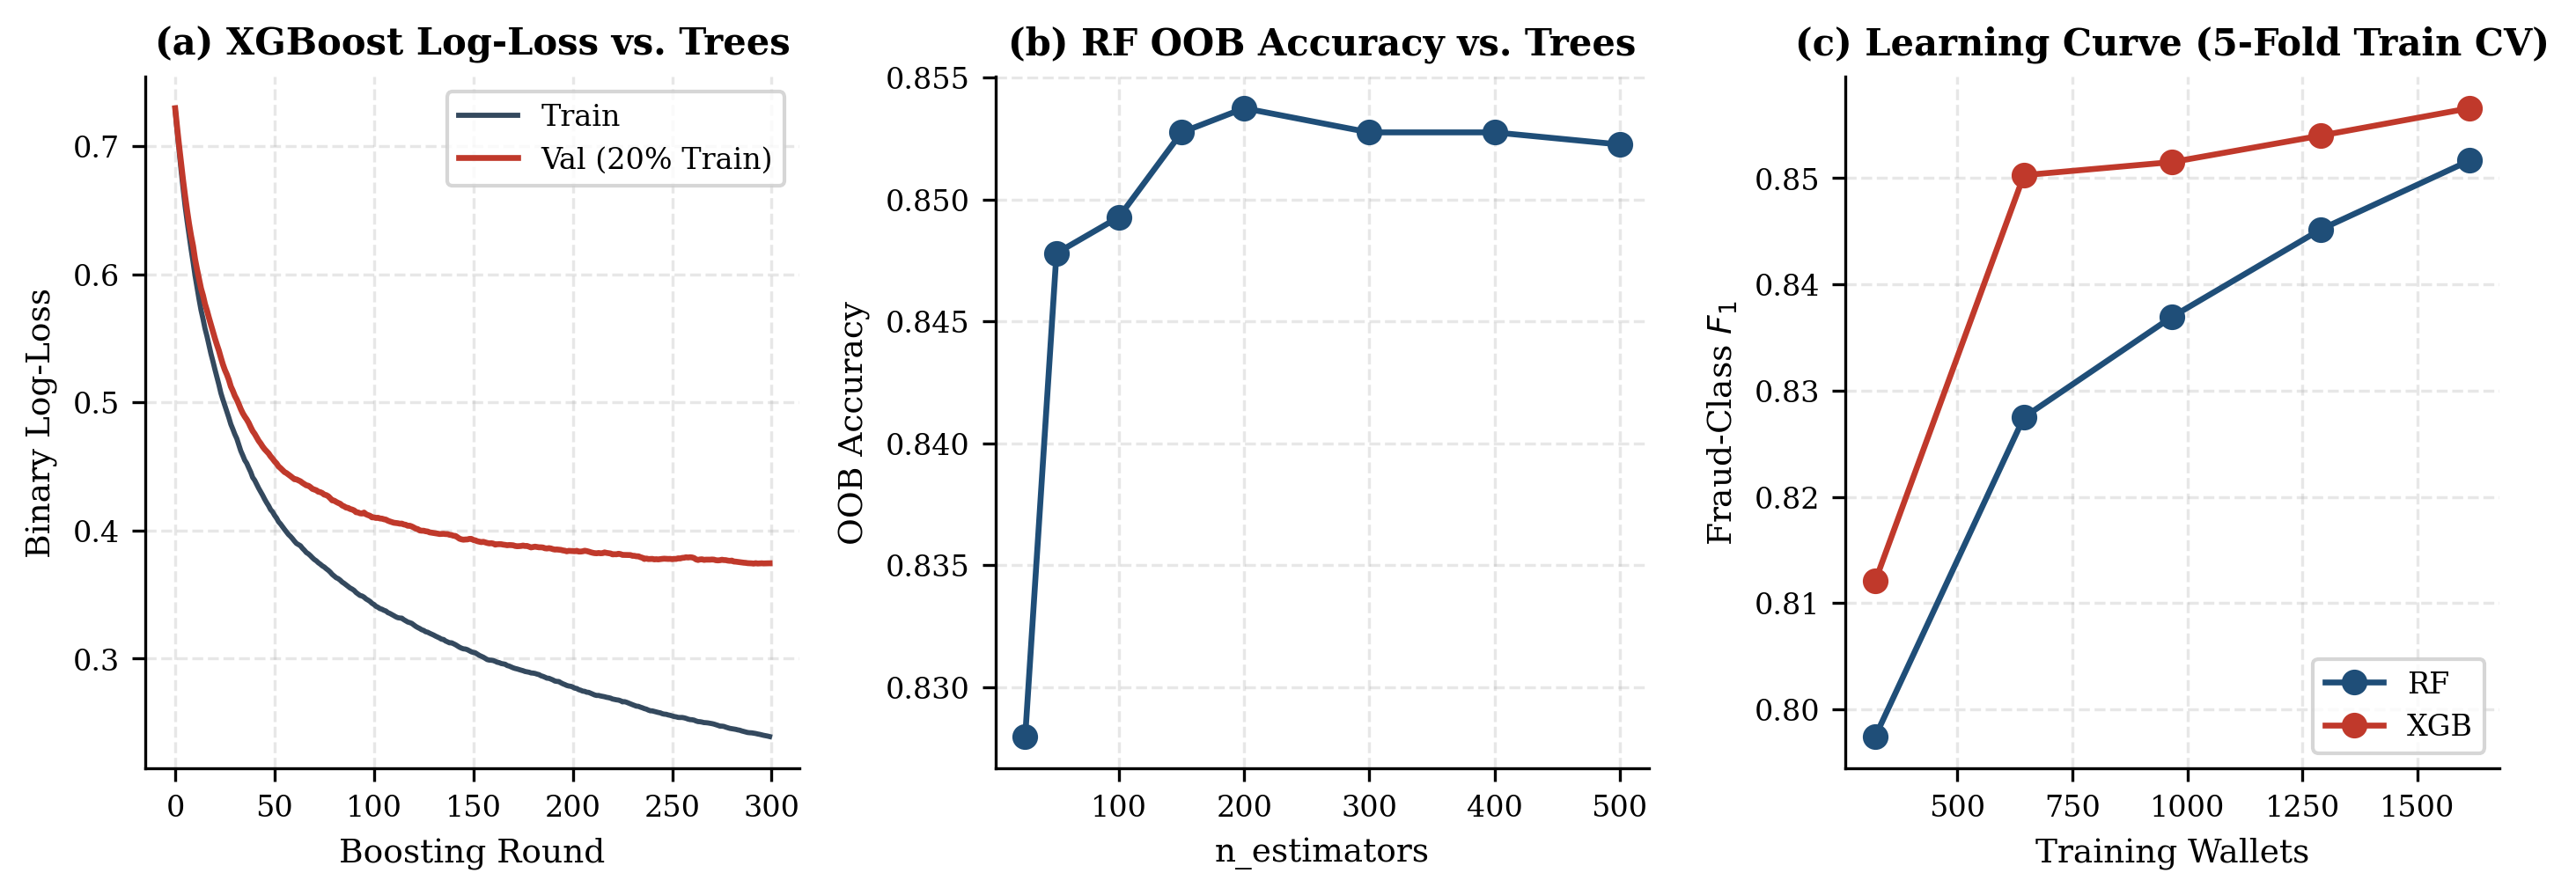 (a) XGBoost Log-Loss vs. Trees
Binary Log-Loss
0.7
0.6
0.5
0.4
0.3
Train
Val (20% Train)
0 50 100 150 200 250 300
Boosting Round
(b) RF OOB Accuracy vs. Trees
OOB Accuracy
0.855
0.850
0.845
0.840
0.835
0.830
100 200 300 400 500
n_estimators
(c) Learning Curve (5-Fold Train CV)
Fraud-Class F₁
0.85
0.84
0.83
0.82
0.81
0.80
RF
XGB
500 750 1000 1250 1500
Training Wallets